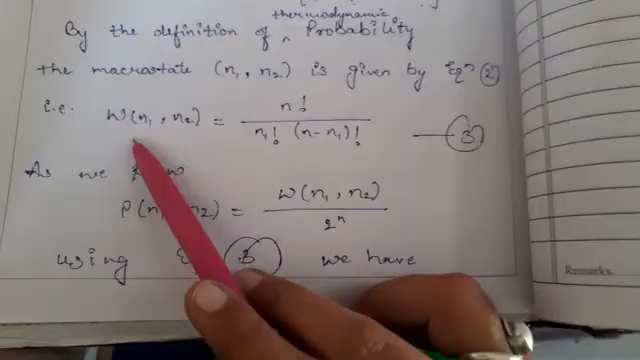 thermodynamic
By the definition of ^ Probability
the macrostate (n₁, n₂) is given by Eqⁿ (2)
i.e. W(n₁, n₂) = n! / n₁! (n-n₁)! — (3)
As we
P(n₁, n₂) = W(n₁, n₂) / 2ⁿ
using (3) we have
Remarks